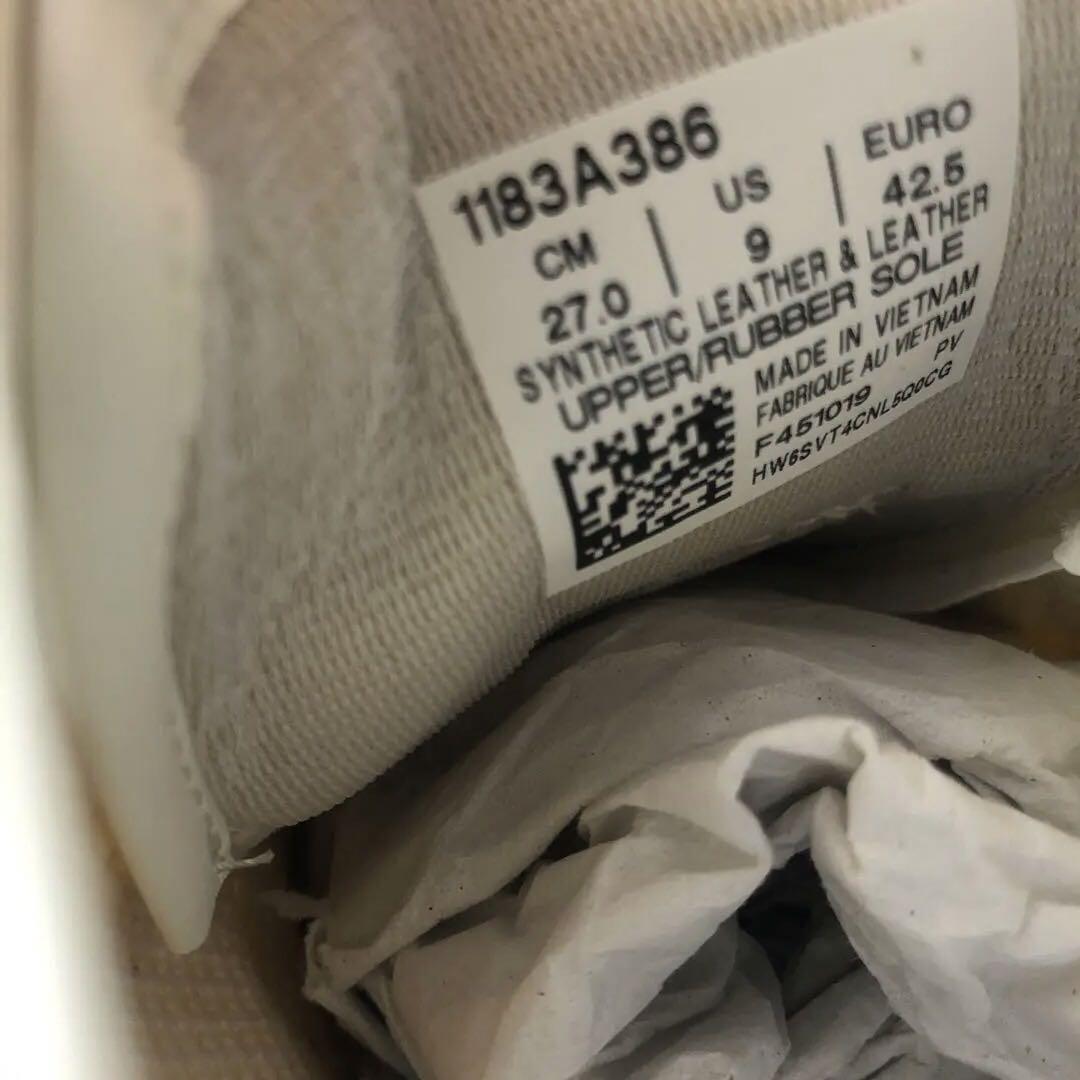 1183A386
CM | US | EURO
27.0 | 9 | 42.5
SYNTHETIC LEATHER & LEATHER
UPPER/RUBBER SOLE
MADE IN VIETNAM
FABRIQUE AU VIETNAM
PV
F451019
HW6SVT4CNL5Q0CG